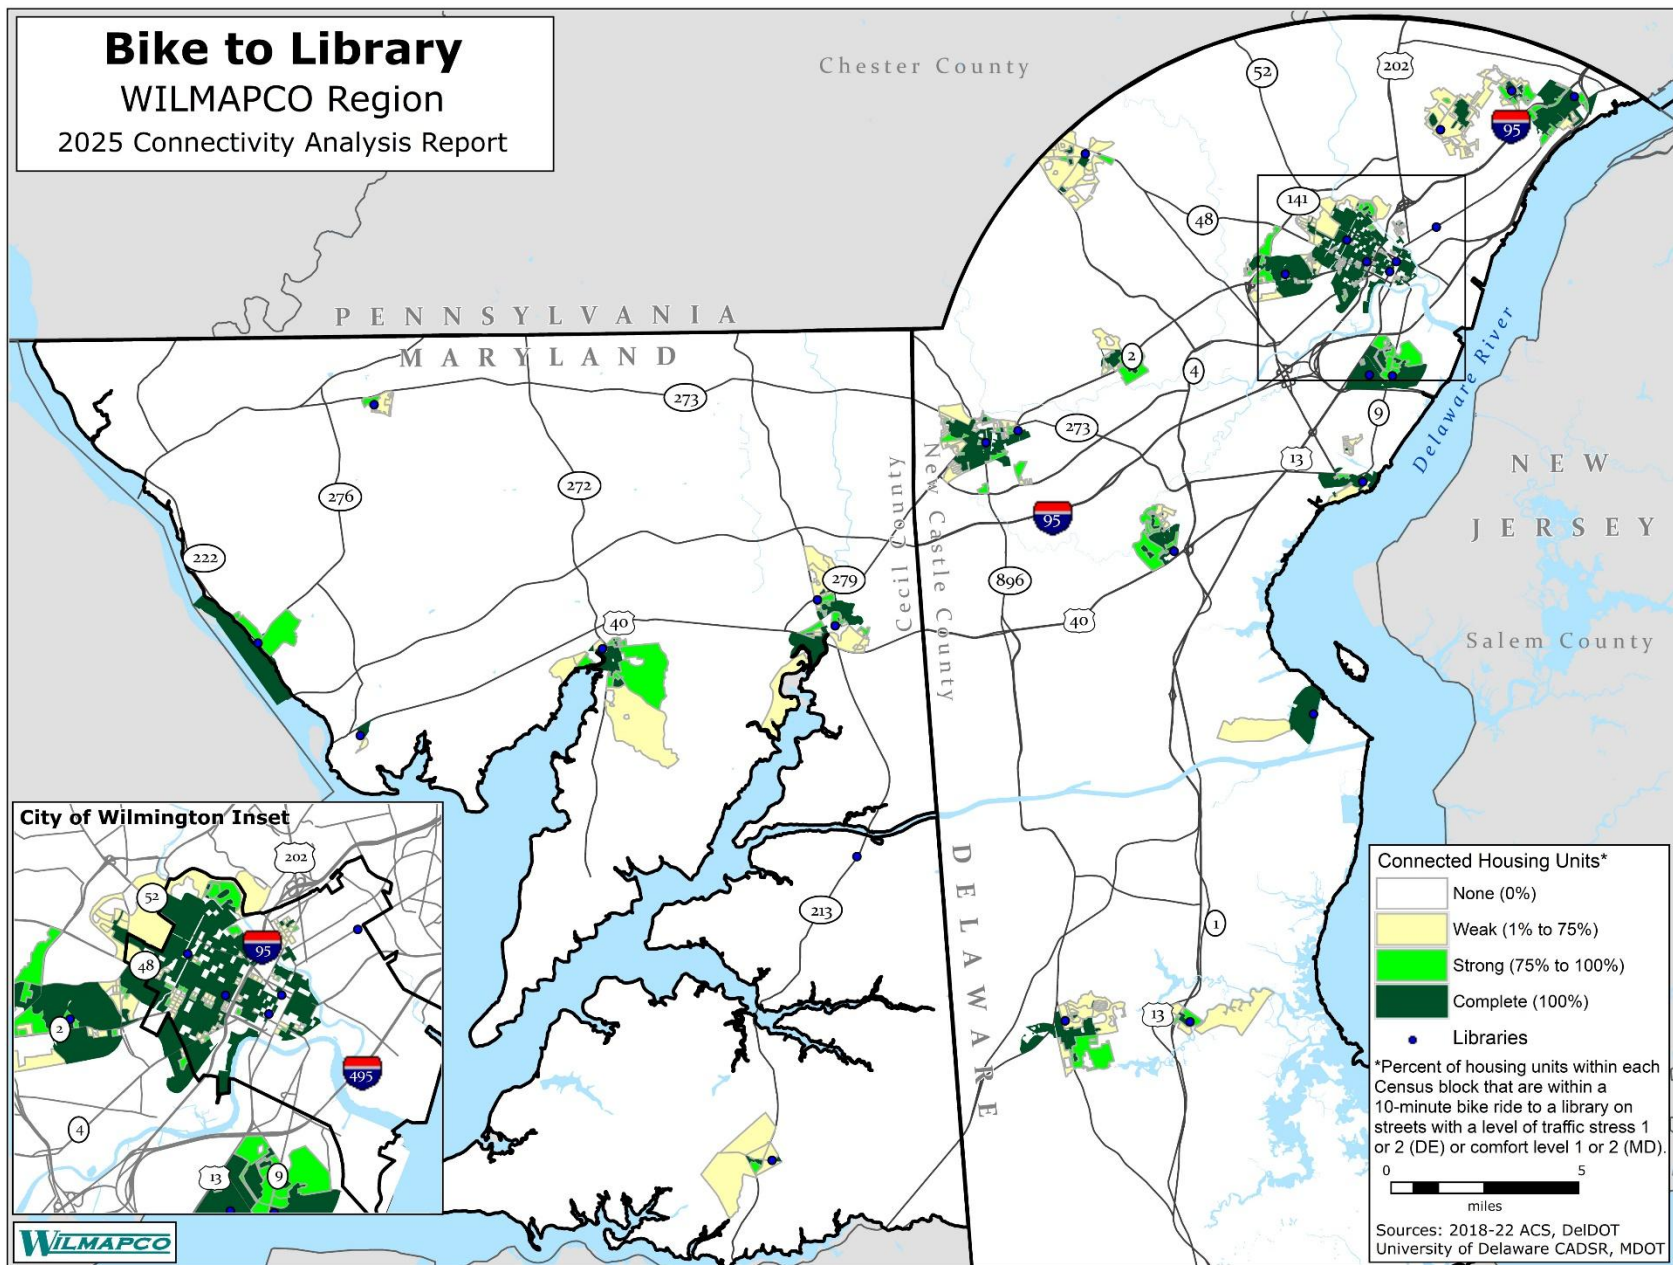 Bike to Library
WILMAPCO Region
2025 Connectivity Analysis Report
Chester County
52
202
95
141
48
PENNSYLVANIA
MARYLAND
2
4
Delaware River
273
9
273
13
NEW
JERSEY
276
272
Cecil County
New Castle County
95
222
279
896
40
40
Salem County
City of Wilmington Inset
202
52
95
48
2
495
4
13
9
213
DELAWARE
1
13
Connected Housing Units*
None (0%)
Weak (1% to 75%)
Strong (75% to 100%)
Complete (100%)
Libraries
*Percent of housing units within each
Census block that are within a
10-minute bike ride to a library on
streets with a level of traffic stress 1
or 2 (DE) or comfort level 1 or 2 (MD).
0 5
miles
Sources: 2018-22 ACS, DelDOT
University of Delaware CADSR, MDOT
WILMAPCO